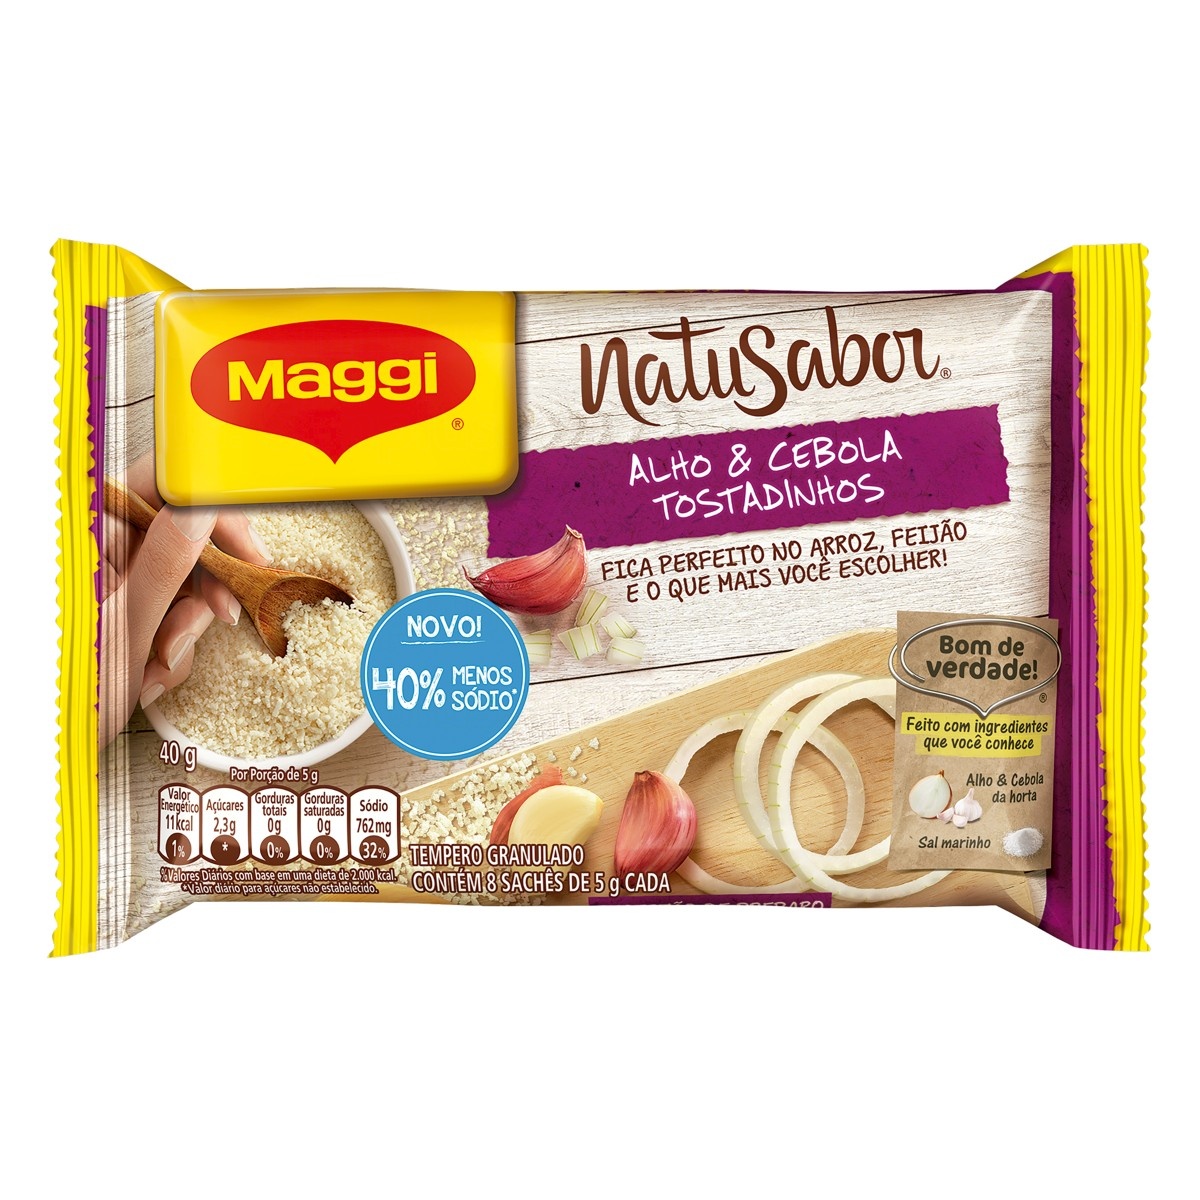 Maggi
®
NatuSabor®
ALHO & CEBOLA
TOSTADINHOS
FICA PERFEITO NO ARROZ, FEIJÃO
E O QUE MAIS VOCÊ ESCOLHER!
NOVO!
40% MENOS
SÓDIO*
Bom de
verdade!
®
Feito com ingredientes
que você conhece
Alho & Cebola
da horta
Sal marinho
40 g
Por Porção de 5 g
Valor Energético 11kcal 1%
Açúcares 2,3g *
Gorduras totais 0g 0%
Gorduras saturadas 0g 0%
Sódio 762mg 32%
%Valores Diários com base em uma dieta de 2.000 kcal.
*Valor diário para açúcares não estabelecido.
TEMPERO GRANULADO
CONTÉM 8 SACHÊS DE 5 g CADA
DE PREPARO